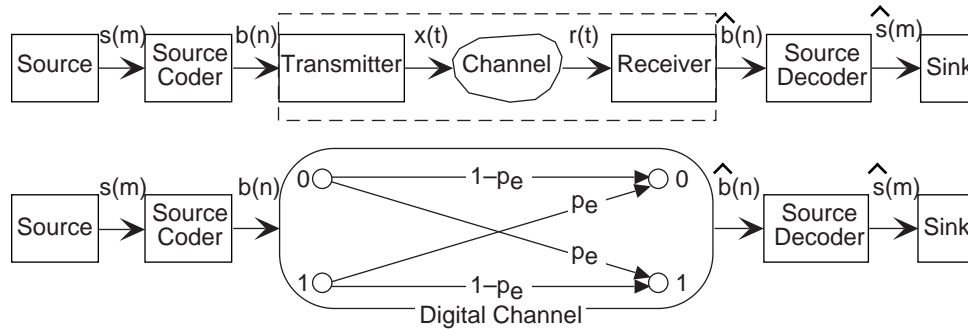 s(m) b(n) x(t) r(t) b̂(n) ŝ(m)
Source Source Coder Transmitter Channel Receiver Source Decoder Sink
s(m) b(n) b̂(n) ŝ(m)
0 1–pₑ 0
pₑ
Source Source Coder Source Decoder Sink
pₑ
1 1–pₑ 1
Digital Channel